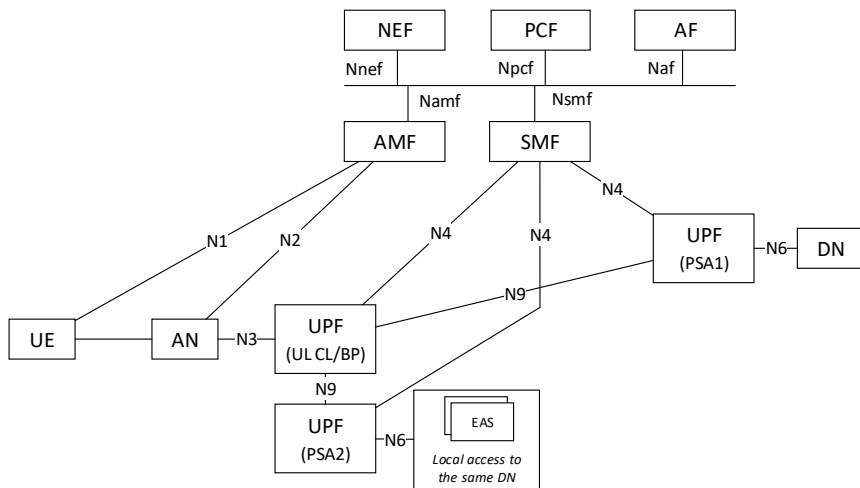 NEF
PCF
AF
Nnef
Npcf
Naf
Namf
Nsmf
AMF
SMF
N4
N1
N2
N4
N4
UPF
(PSA1)
N6
DN
N9
UE
AN
N3
UPF
(UL CL/BP)
N9
UPF
(PSA2)
N6
EAS
Local access to
the same DN